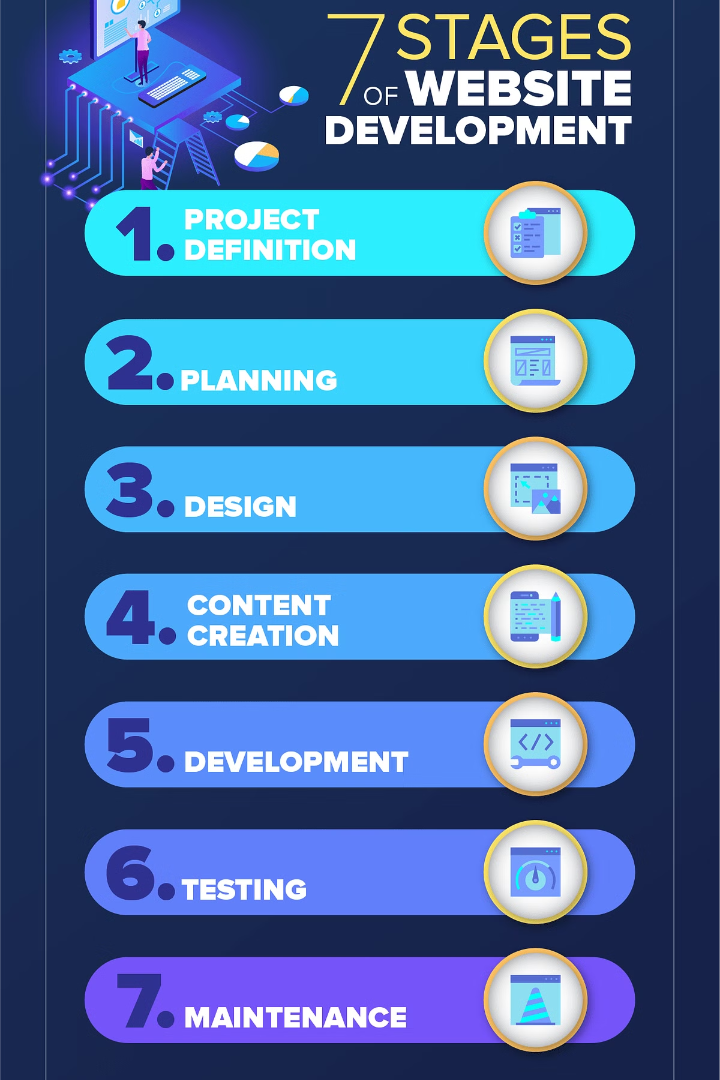 7 STAGES
OF WEBSITE
DEVELOPMENT
1. PROJECT
DEFINITION
2. PLANNING
3. DESIGN
4. CONTENT
CREATION
5. DEVELOPMENT
6. TESTING
7. MAINTENANCE